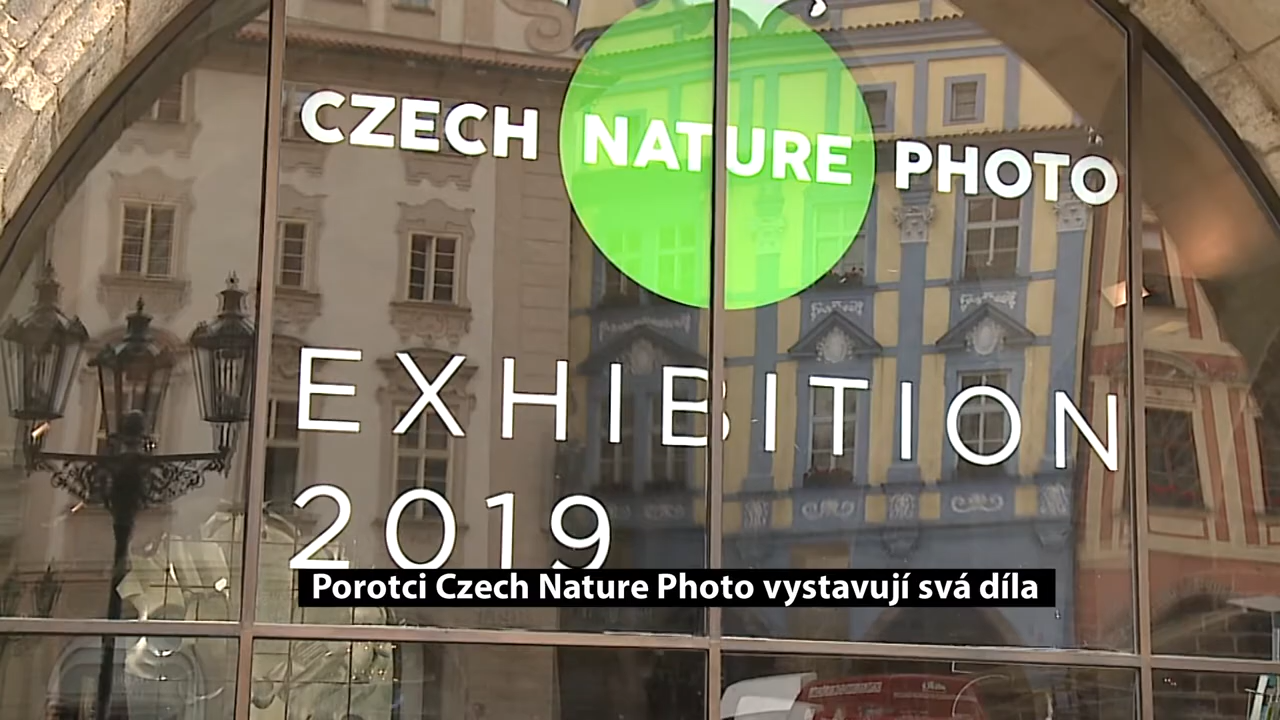 CZECH NATURE PHOTO
EXHIBITION
2019
Porotci Czech Nature Photo vystavují svá díla